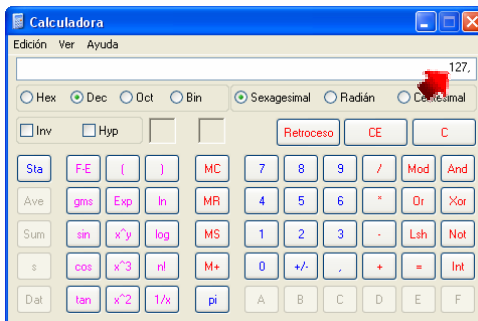 Calculadora
Edición Ver Ayuda
127,
Hex Dec Oct Bin Sexagesimal Radián Centesimal
Inv Hyp Retroceso CE C
Sta F-E ( ) MC 7 8 9 / Mod And
Ave gms Exp ln MR 4 5 6 * Or Xor
Sum sin x^y log MS 1 2 3 - Lsh Not
s cos x^3 n! M+ 0 +/- , + = Int
Dat tan x^2 1/x pi A B C D E F